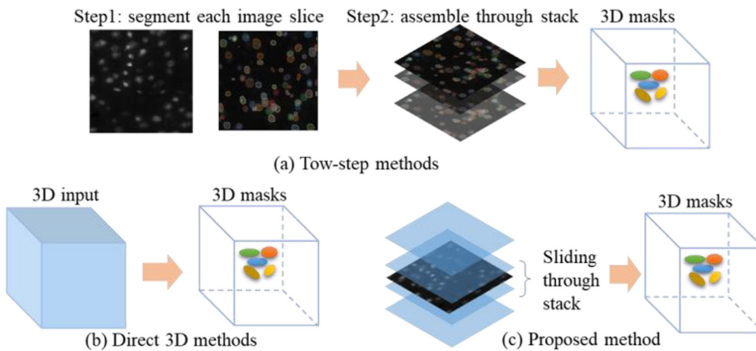 Step1: segment each image slice
Step2: assemble through stack
3D masks
(a) Tow-step methods
3D input
3D masks
(b) Direct 3D methods
Sliding
through
stack
3D masks
(c) Proposed method